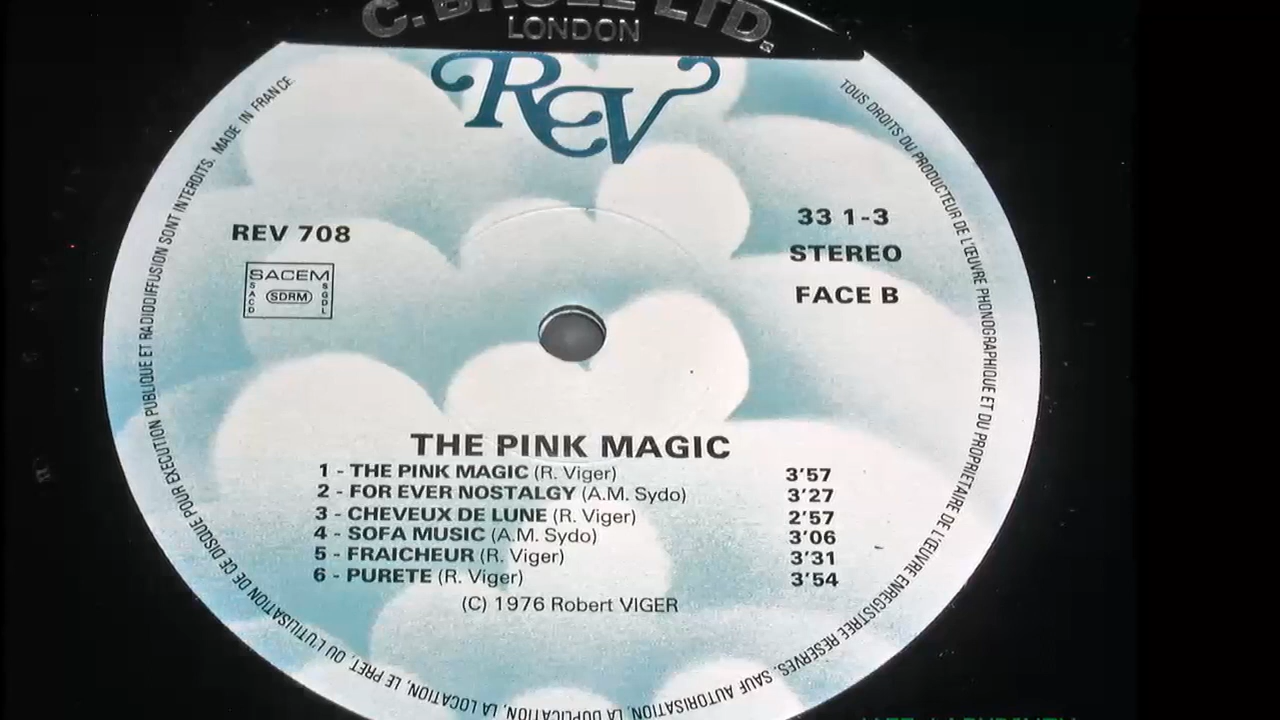 LTD.
LONDON
REV
REV 708
SACEM
SACD
SDRM
SGDL
33 1-3
STEREO
FACE B
THE PINK MAGIC
1 - THE PINK MAGIC (R. Viger) 3'57
2 - FOR EVER NOSTALGY (A.M. Sydo) 3'27
3 - CHEVEUX DE LUNE (R. Viger) 2'57
4 - SOFA MUSIC (A.M. Sydo) 3'06
5 - FRAICHEUR (R. Viger) 3'31
6 - PURETE (R. Viger) 3'54
(C) 1976 Robert VIGER
TOUS DROITS DU PRODUCTEUR DE L'ŒUVRE PHONOGRAPHIQUE ET DU PROPRIETAIRE DE L'ŒUVRE ENREGISTREE RESERVES. SAUF AUTORISATION, LA DUPLICATION, LA LOCATION, LE PRET, OU L'UTILISATION DE CE DISQUE POUR EXECUTION PUBLIQUE ET RADIODIFFUSION SONT INTERDITS. MADE IN FRANCE